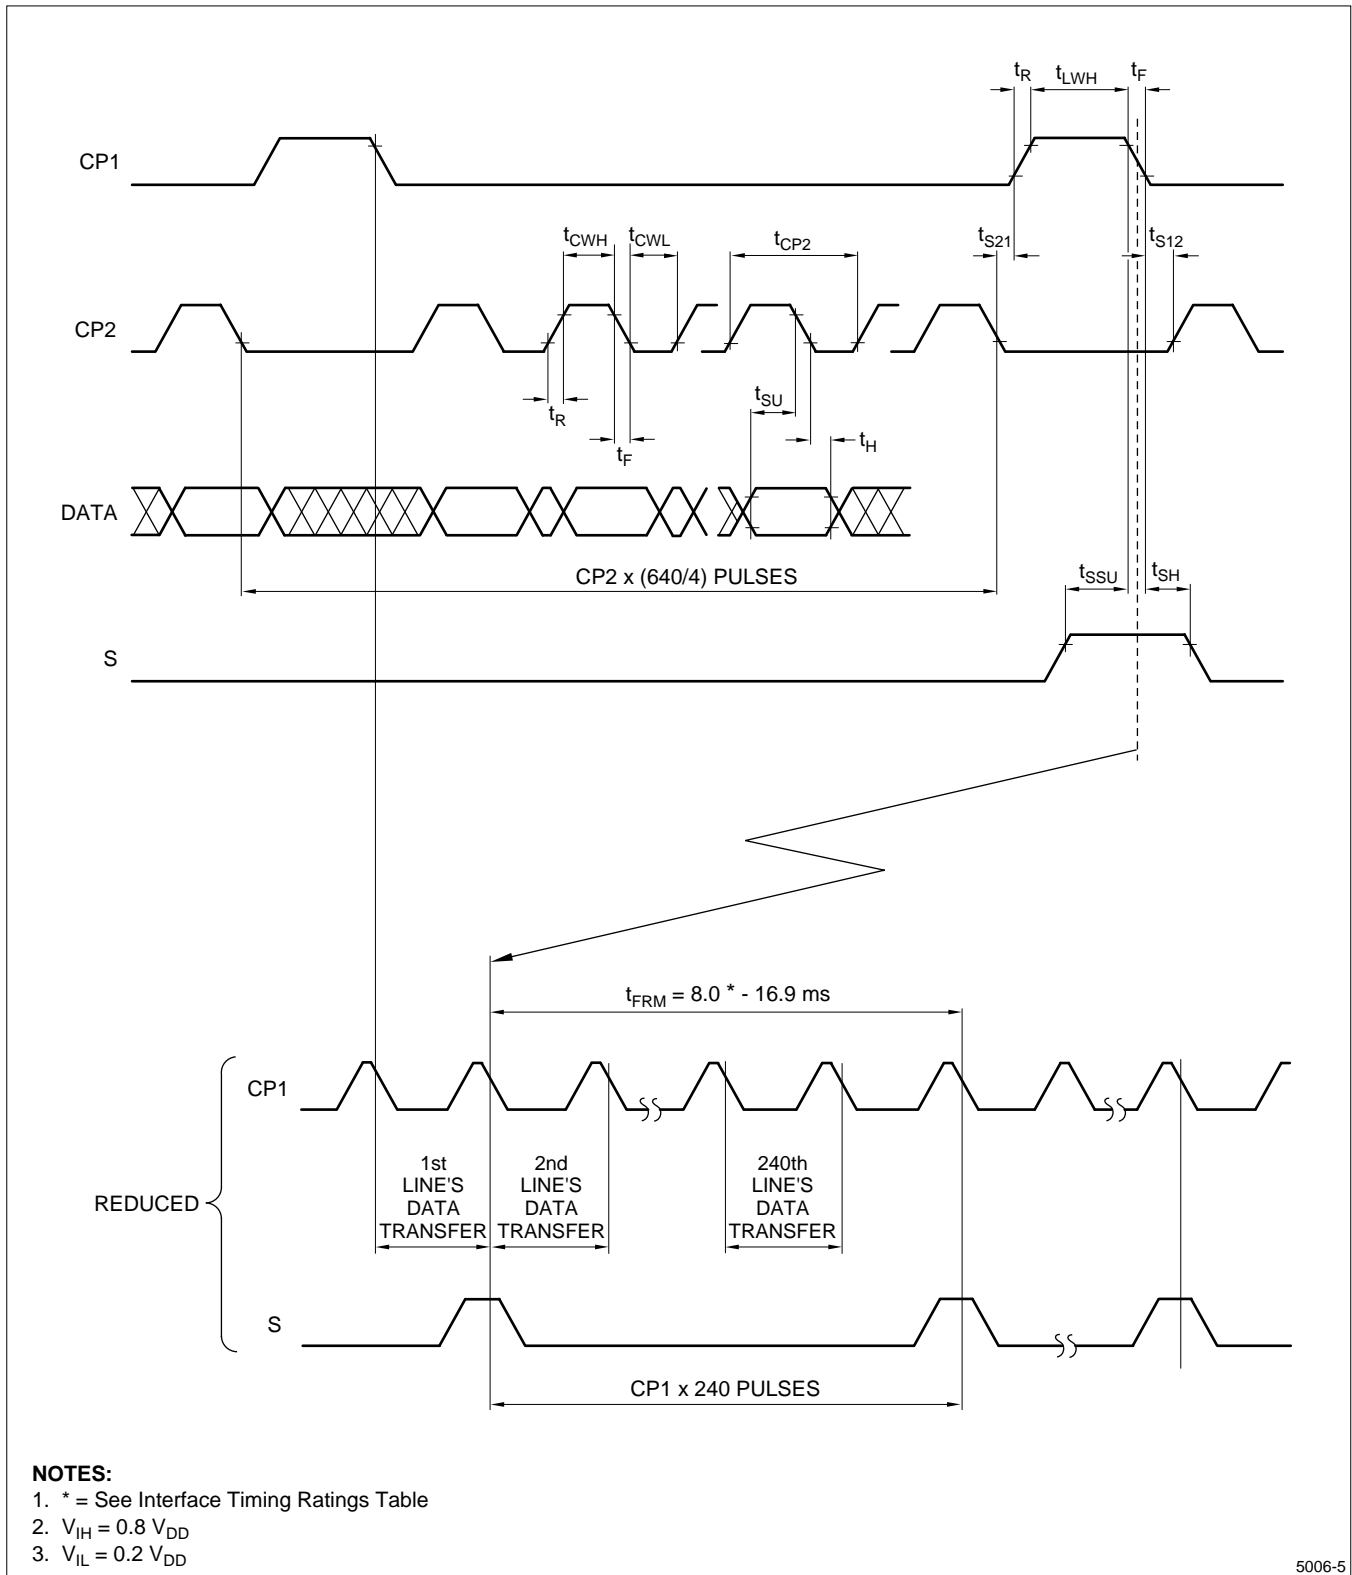 tR tLWH tF
CP1
tCWH tCWL tCP2 tS21 tS12
CP2
tR tF tSU tH
DATA
CP2 x (640/4) PULSES
tSSU tSH
S
tFRM = 8.0 * - 16.9 ms
CP1
REDUCED
1st
LINE'S
DATA
TRANSFER
2nd
LINE'S
DATA
TRANSFER
240th
LINE'S
DATA
TRANSFER
S
CP1 x 240 PULSES
NOTES:
1. * = See Interface Timing Ratings Table
2. VIH = 0.8 VDD
3. VIL = 0.2 VDD
5006-5